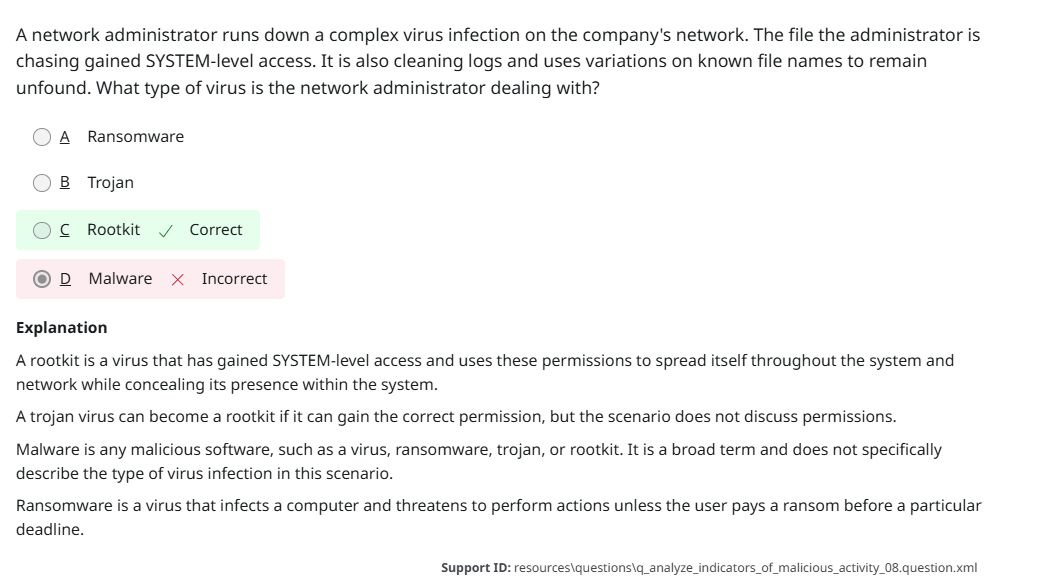 A network administrator runs down a complex virus infection on the company's network. The file the administrator is
chasing gained SYSTEM-level access. It is also cleaning logs and uses variations on known file names to remain
unfound. What type of virus is the network administrator dealing with?
A Ransomware
B Trojan
C Rootkit ✓ Correct
D Malware ✕ Incorrect
Explanation
A rootkit is a virus that has gained SYSTEM-level access and uses these permissions to spread itself throughout the system and
network while concealing its presence within the system.
A trojan virus can become a rootkit if it can gain the correct permission, but the scenario does not discuss permissions.
Malware is any malicious software, such as a virus, ransomware, trojan, or rootkit. It is a broad term and does not specifically
describe the type of virus infection in this scenario.
Ransomware is a virus that infects a computer and threatens to perform actions unless the user pays a ransom before a particular
deadline.
Support ID: resources\questions\q_analyze_indicators_of_malicious_activity_08.question.xml